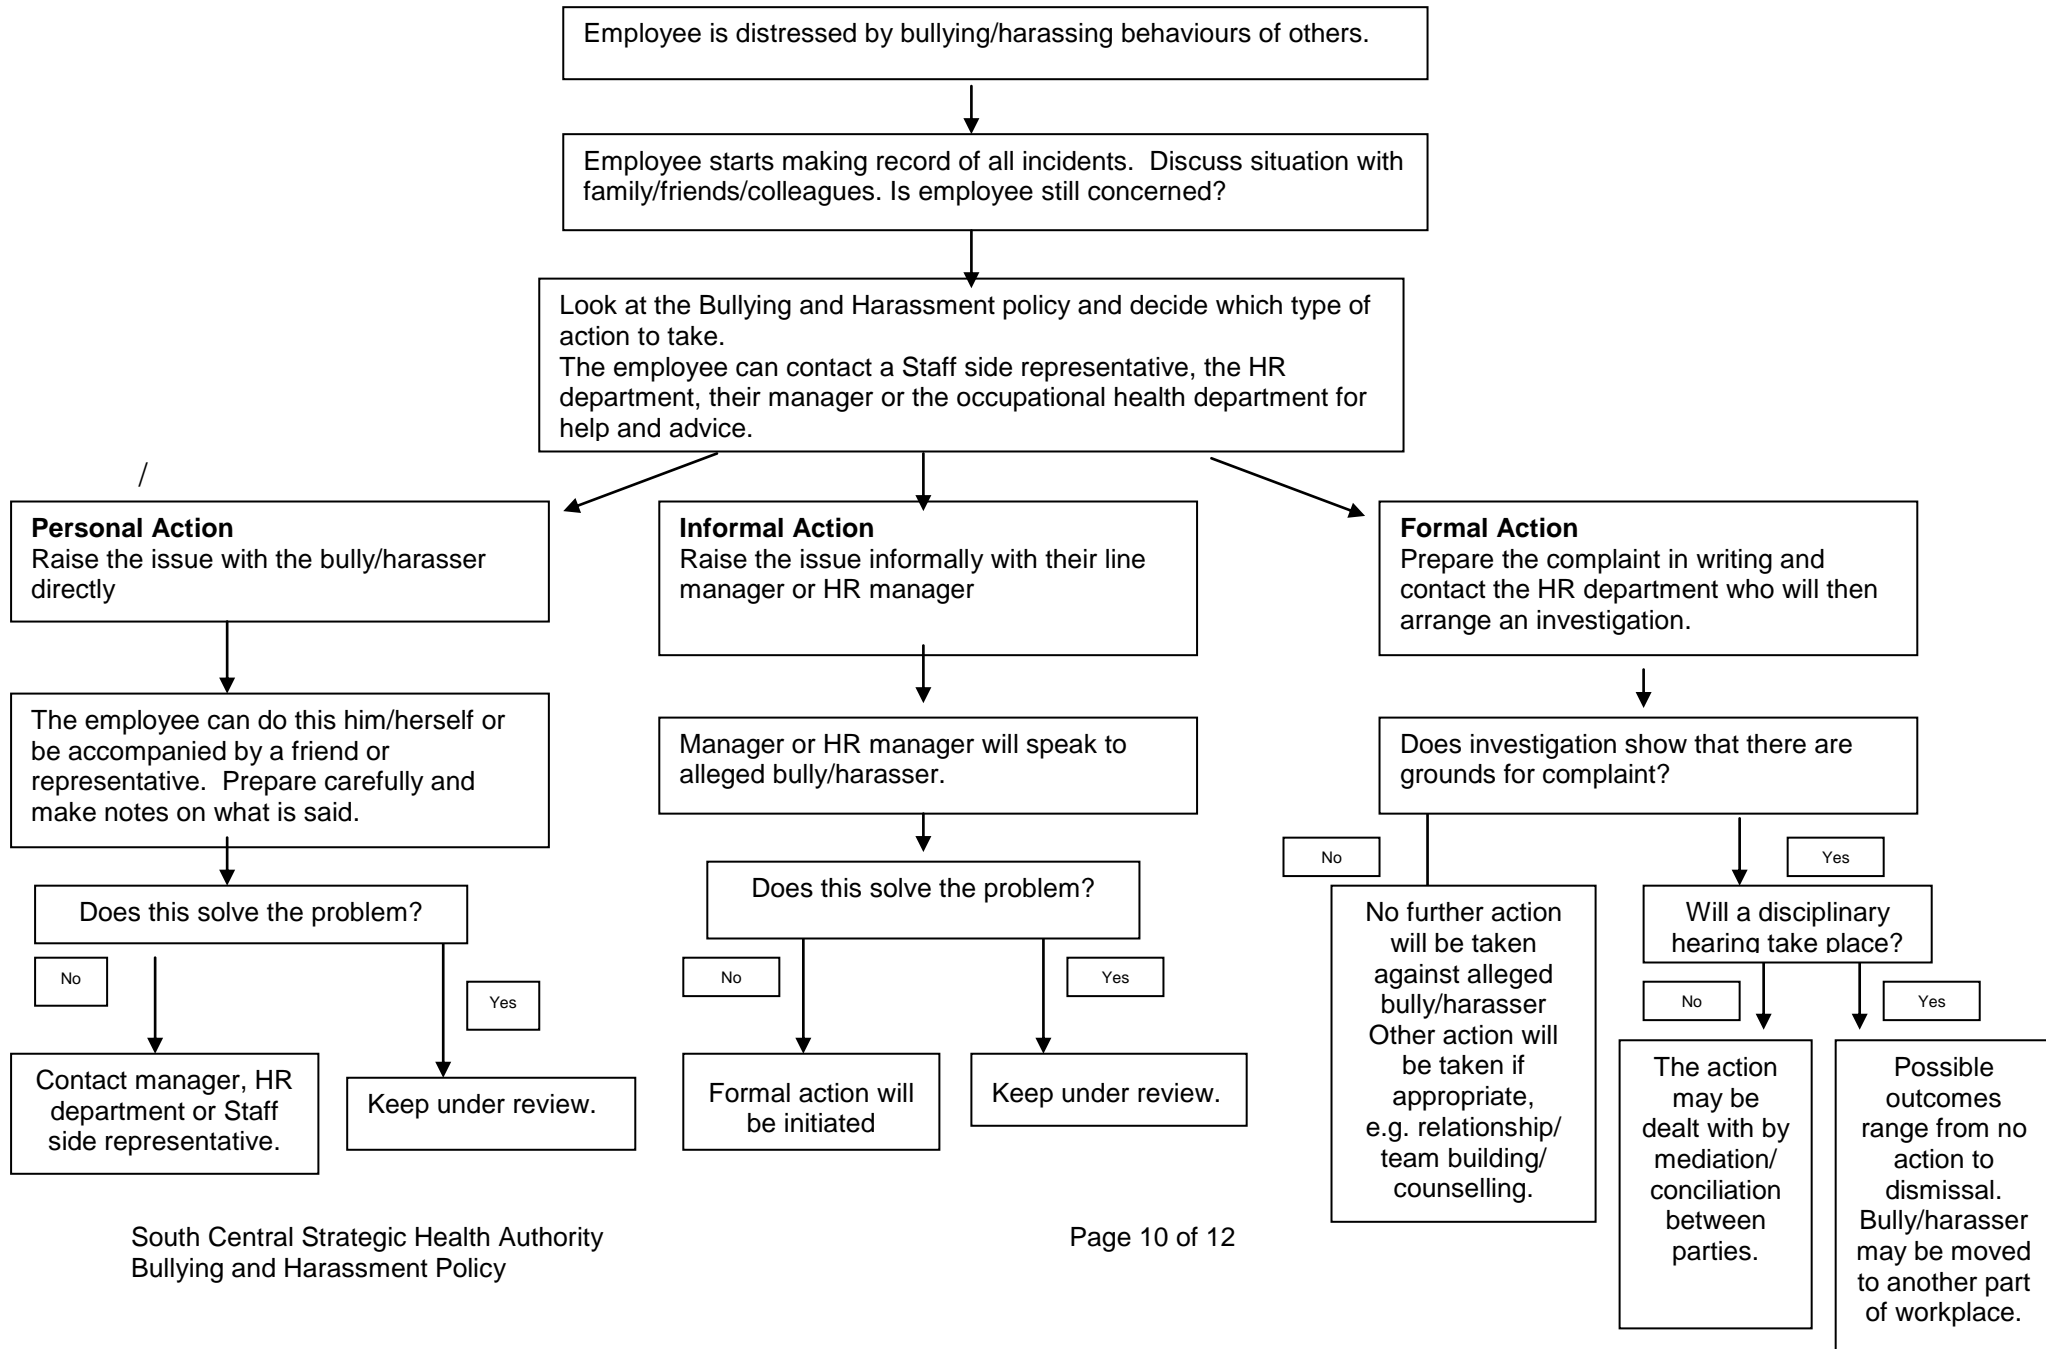 Employee is distressed by bullying/harassing behaviours of others.
Employee starts making record of all incidents.  Discuss situation with
family/friends/colleagues. Is employee still concerned?
Look at the Bullying and Harassment policy and decide which type of
action to take.
The employee can contact a Staff side representative, the HR
department, their manager or the occupational health department for
help and advice.
/
Personal Action
Raise the issue with the bully/harasser
directly
Informal Action
Raise the issue informally with their line
manager or HR manager
Formal Action
Prepare the complaint in writing and
contact the HR department who will then
arrange an investigation.
The employee can do this him/herself or
be accompanied by a friend or
representative.  Prepare carefully and
make notes on what is said.
Manager or HR manager will speak to
alleged bully/harasser.
Does investigation show that there are
grounds for complaint?
Does this solve the problem?
Does this solve the problem?
No
Yes
No further action
will be taken
against alleged
bully/harasser
Other action will
be taken if
appropriate,
e.g. relationship/
team building/
counselling.
Will a disciplinary
hearing take place?
No
Yes
No
Yes
No
Yes
Contact manager, HR
department or Staff
side representative.
Keep under review.
Formal action will
be initiated
Keep under review.
The action
may be
dealt with by
mediation/
conciliation
between
parties.
Possible
outcomes
range from no
action to
dismissal.
Bully/harasser
may be moved
to another part
of workplace.
South Central Strategic Health Authority
Bullying and Harassment Policy
Page 10 of 12